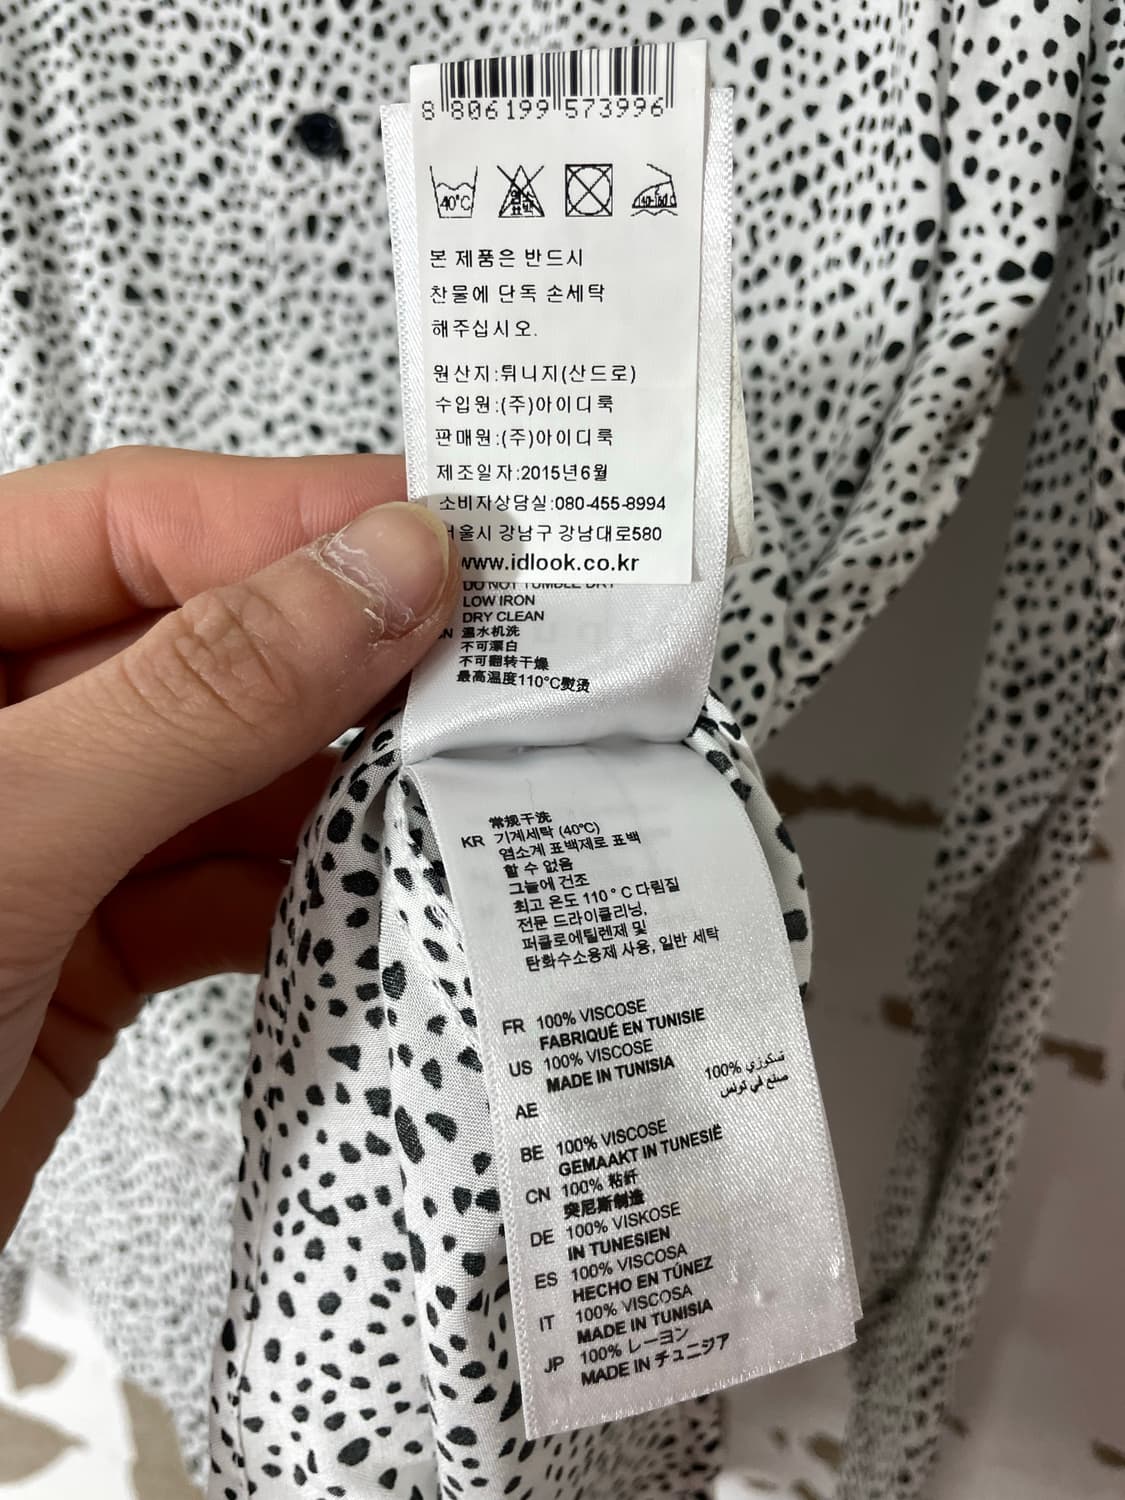 8 806199 573996
40°C
염소
표백
본 제품은 반드시
찬물에 단독 손세탁
해주십시오.
원산지:튀니지(산드로)
수입원:(주)아이디룩
판매원:(주)아이디룩
제조일자:2015년6월
소비자상담실:080-455-8994
서울시 강남구 강남대로580
www.idlook.co.kr
DO NOT TUMBLE DRY
LOW IRON
DRY CLEAN
CN 温水机洗
不可漂白
不可翻转干燥
最高温度110°C熨烫
常规干洗
KR 기계세탁 (40°C)
염소계 표백제로 표백
할 수 없음
그늘에 건조
최고 온도 110 ° C 다림질
전문 드라이클리닝,
퍼클로에틸렌제 및
탄화수소용제 사용, 일반 세탁
FR 100% VISCOSE
FABRIQUÉ EN TUNISIE
US 100% VISCOSE
MADE IN TUNISIA
AE 100% فسكوزي
صنع في تونس
BE 100% VISCOSE
GEMAAKT IN TUNESIË
CN 100% 粘纤
突尼斯制造
DE 100% VISKOSE
IN TUNESIEN
ES 100% VISCOSA
HECHO EN TÚNEZ
IT 100% VISCOSA
MADE IN TUNISIA
JP 100% レーヨン
MADE IN チュニジア